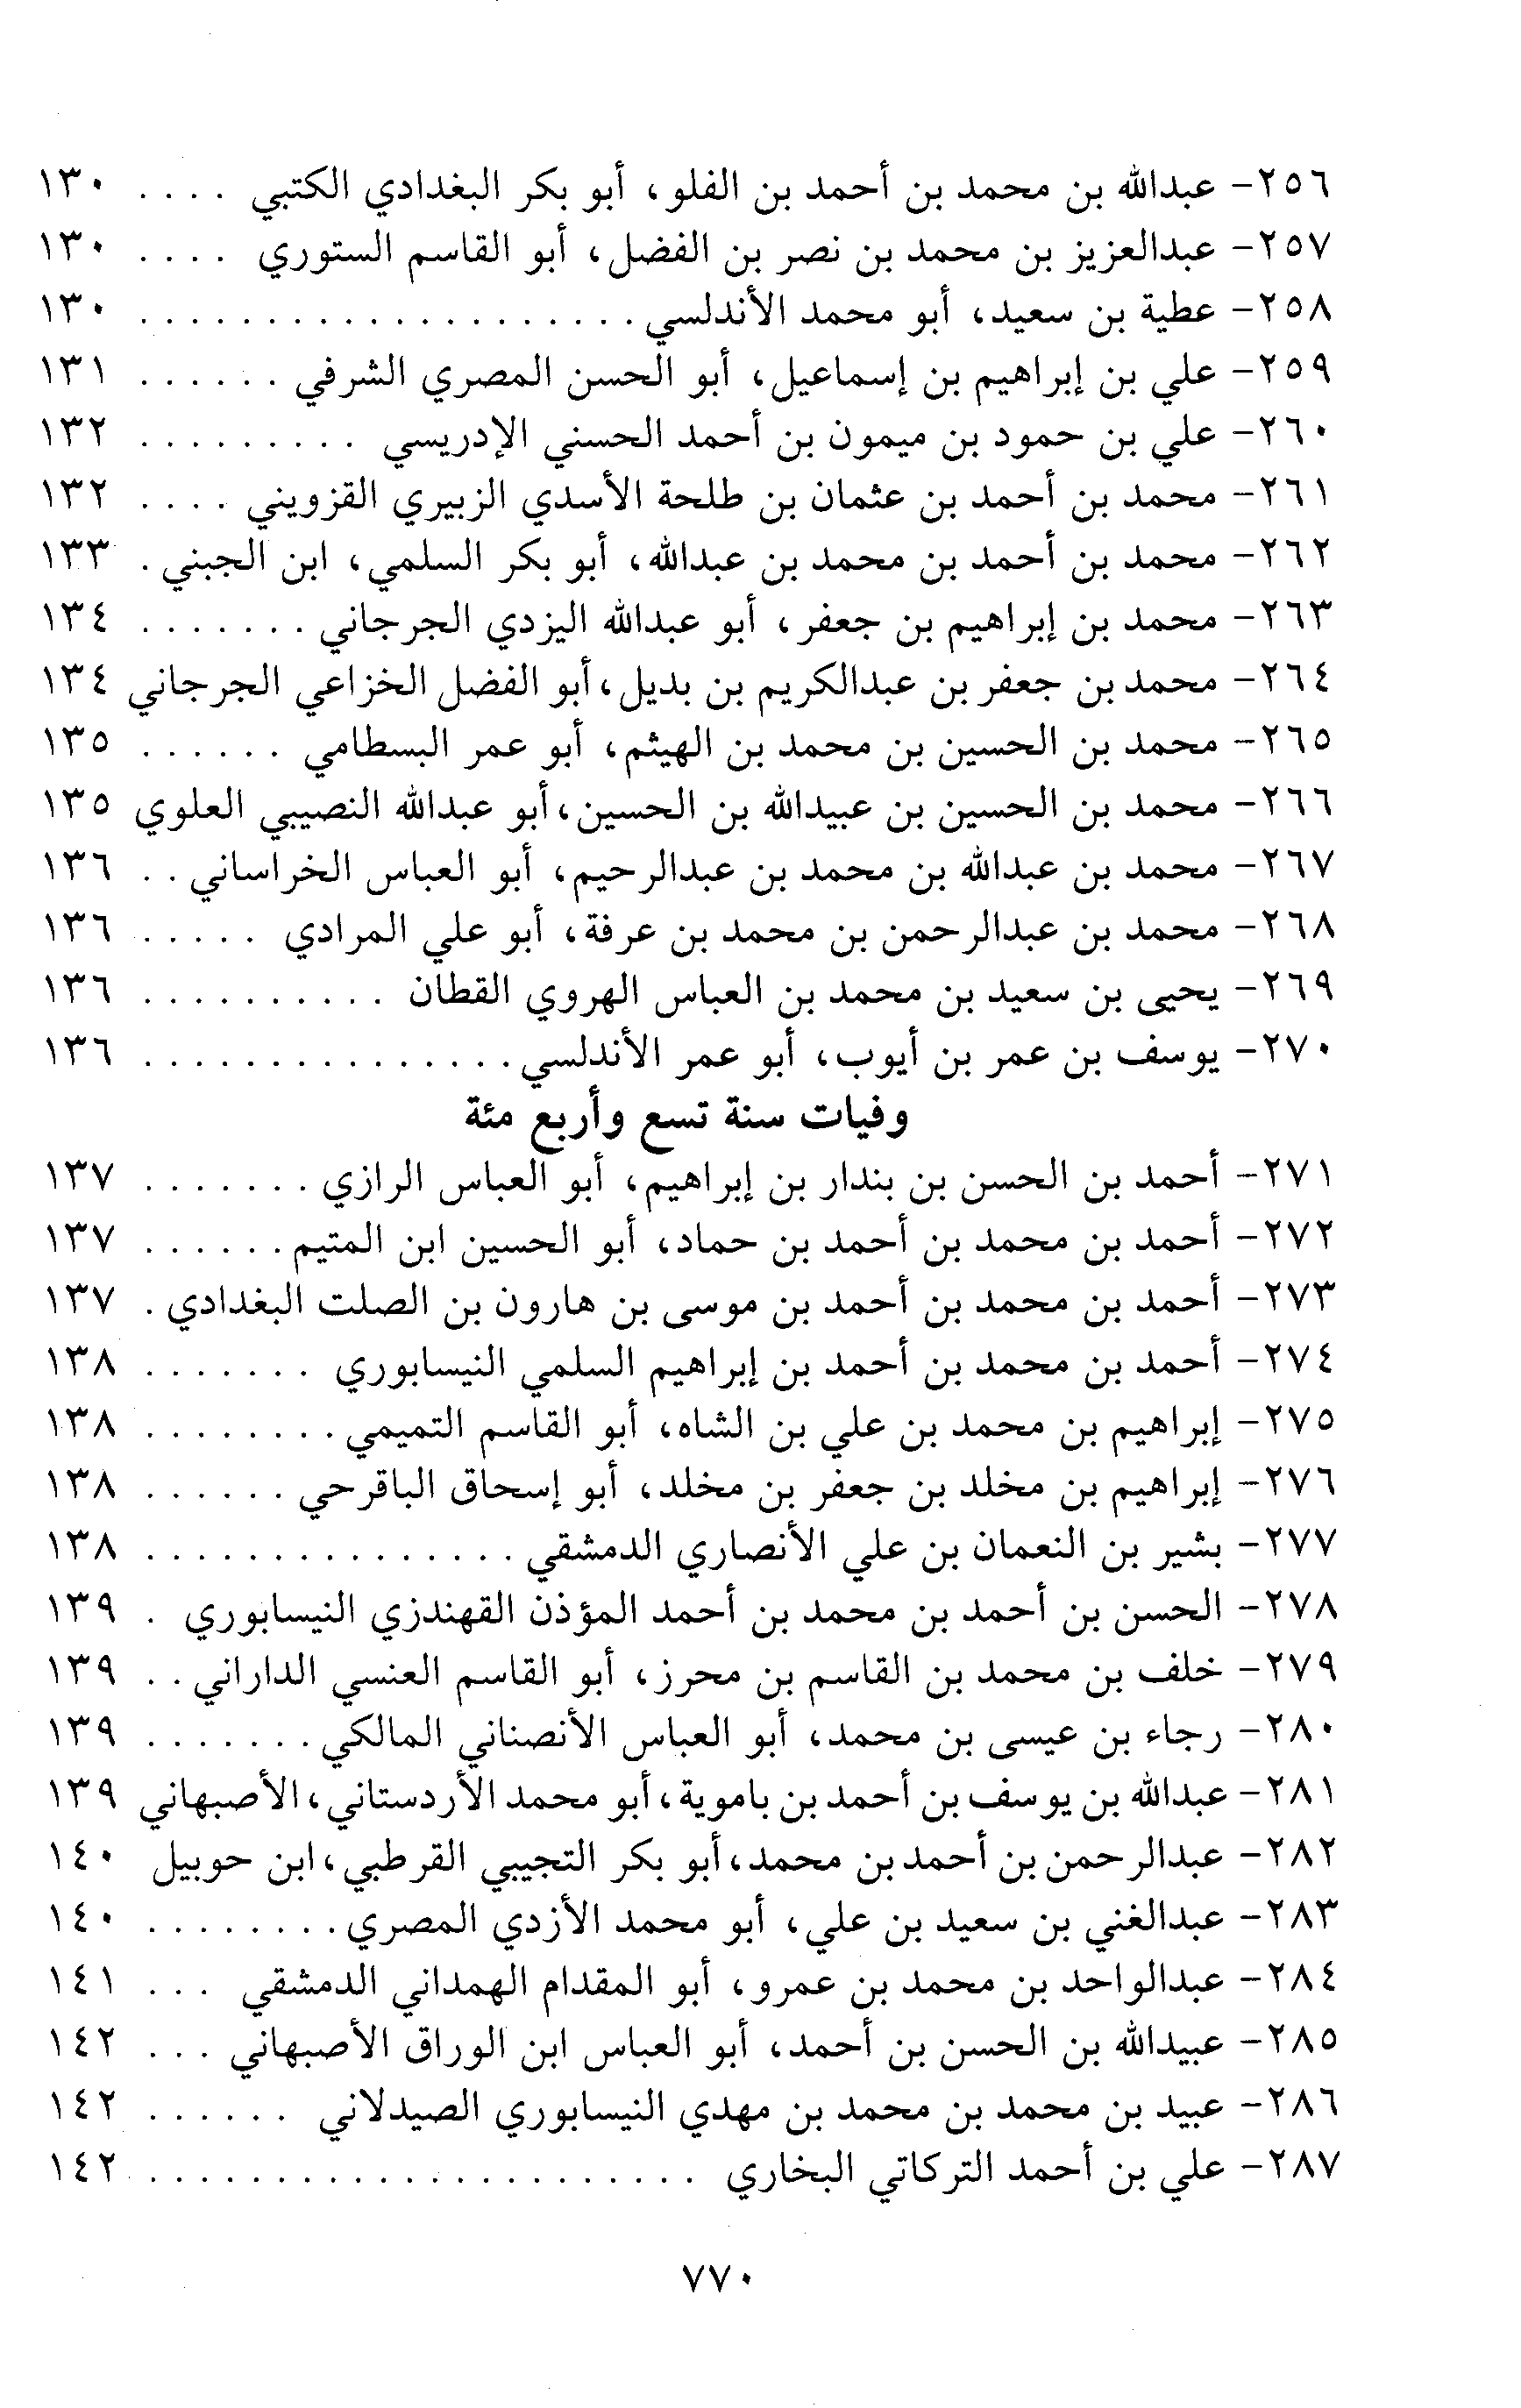 ٢٥٦- عبدالله بن محمد بن أحمد بن الفلو، أبو بكر البغدادي الكتبي . . . . ١٣٠
٢٥٧- عبدالعزيز بن محمد بن نصر بن الفضل، أبو القاسم الستوري . . . . ١٣٠
٢٥٨- عطية بن سعيد، أبو محمد الأندلسي . . . . . . . . . . . . . . . . . . . . ١٣٠
٢٥٩- علي بن إبراهيم بن إسماعيل، أبو الحسن المصري الشرفي . . . . . . ١٣١
٢٦٠- علي بن حمود بن ميمون بن أحمد الحسني الإدريسي . . . . . . . . . ١٣٢
٢٦١- محمد بن أحمد بن عثمان بن طلحة الأسدي الزبيري القزويني . . . . ١٣٢
٢٦٢- محمد بن أحمد بن محمد بن عبدالله، أبو بكر السلمي، ابن الجبني . ١٣٣
٢٦٣- محمد بن إبراهيم بن جعفر، أبو عبدالله اليزدي الجرجاني . . . . . . . ١٣٤
٢٦٤- محمد بن جعفر بن عبدالكريم بن بديل، أبو الفضل الخزاعي الجرجاني ١٣٤
٢٦٥- محمد بن الحسين بن محمد بن الهيثم، أبو عمر البسطامي . . . . . . ١٣٥
٢٦٦- محمد بن الحسين بن عبيدالله بن الحسين، أبو عبدالله النصيبي العلوي ١٣٥
٢٦٧- محمد بن عبدالله بن محمد بن عبدالرحيم، أبو العباس الخراساني . . ١٣٦
٢٦٨- محمد بن عبدالرحمن بن محمد بن عرفة، أبو علي المرادي . . . . . ١٣٦
٢٦٩- يحيى بن سعيد بن محمد بن العباس الهروي القطان . . . . . . . . . . ١٣٦
٢٧٠- يوسف بن عمر بن أيوب، أبو عمر الأندلسي . . . . . . . . . . . . . . . ١٣٦
وفيات سنة تسع وأربع مئة
٢٧١- أحمد بن الحسن بن بندار بن إبراهيم، أبو العباس الرازي . . . . . . . ١٣٧
٢٧٢- أحمد بن محمد بن أحمد بن حماد، أبو الحسين ابن المتيم . . . . . . ١٣٧
٢٧٣- أحمد بن محمد بن أحمد بن موسى بن هارون بن الصلت البغدادي . ١٣٧
٢٧٤- أحمد بن محمد بن أحمد بن إبراهيم السلمي النيسابوري . . . . . . . ١٣٨
٢٧٥- إبراهيم بن محمد بن علي بن الشاه، أبو القاسم التميمي . . . . . . . . ١٣٨
٢٧٦- إبراهيم بن مخلد بن جعفر بن مخلد، أبو إسحاق الباقرحي . . . . . . ١٣٨
٢٧٧- بشير بن النعمان بن علي الأنصاري الدمشقي . . . . . . . . . . . . . . . ١٣٨
٢٧٨- الحسن بن أحمد بن محمد بن أحمد المؤذن القهندزي النيسابوري . ١٣٩
٢٧٩- خلف بن محمد بن القاسم بن محرز، أبو القاسم العنسي الداراني . . ١٣٩
٢٨٠- رجاء بن عيسى بن محمد، أبو العباس الأنصناني المالكي . . . . . . . ١٣٩
٢٨١- عبدالله بن يوسف بن أحمد بن باموية، أبو محمد الأردستاني، الأصبهاني ١٣٩
٢٨٢- عبدالرحمن بن أحمد بن محمد، أبو بكر التجيبي القرطبي، ابن حوبيل ١٤٠
٢٨٣- عبدالغني بن سعيد بن علي، أبو محمد الأزدي المصري . . . . . . . . ١٤٠
٢٨٤- عبدالواحد بن محمد بن عمرو، أبو المقدام الهمداني الدمشقي . . . ١٤١
٢٨٥- عبيدالله بن الحسن بن أحمد، أبو العباس ابن الوراق الأصبهاني . . . ١٤٢
٢٨٦- عبيد بن محمد بن محمد بن مهدي النيسابوري الصيدلاني . . . . . . ١٤٢
٢٨٧- علي بن أحمد التركاتي البخاري . . . . . . . . . . . . . . . . . . . . . . ١٤٢
٧٧٠